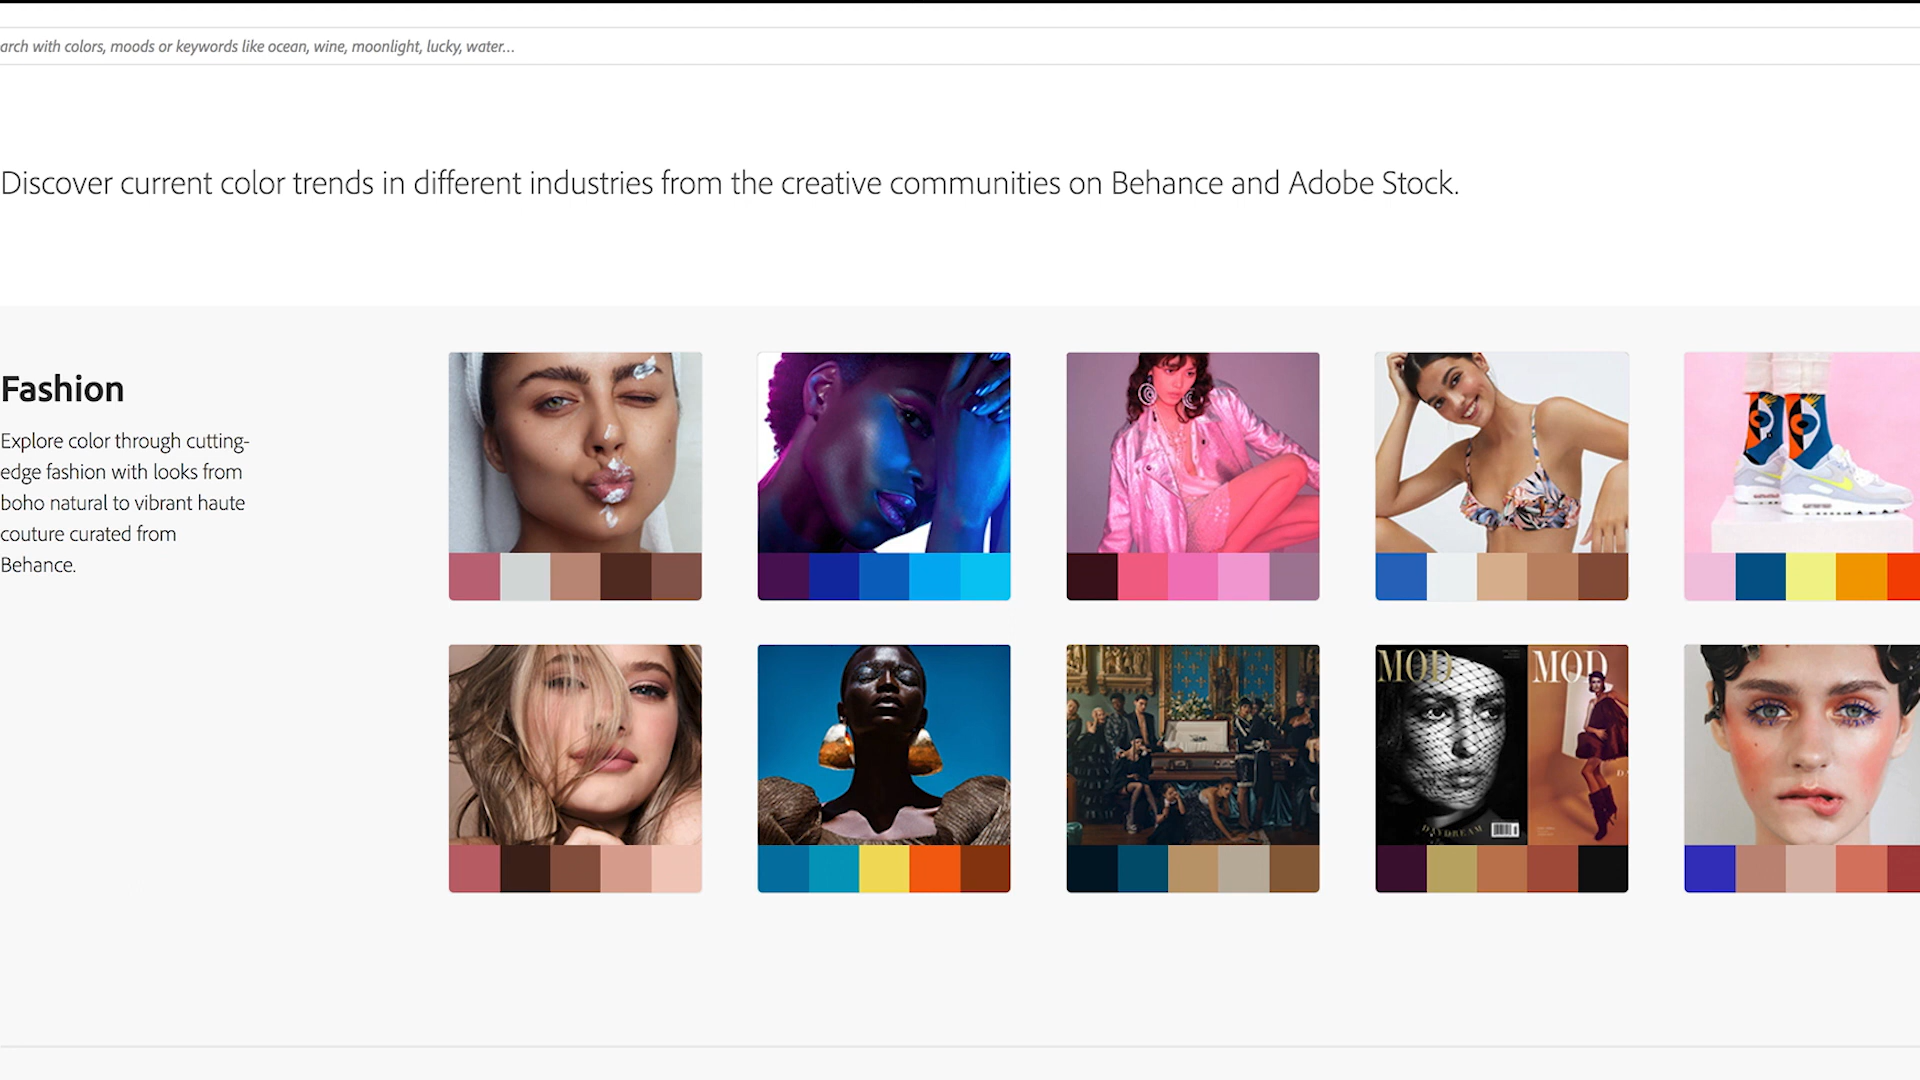 arch with colors, moods or keywords like ocean, wine, moonlight, lucky, water...
Discover current color trends in different industries from the creative communities on Behance and Adobe Stock.
Fashion
Explore color through cutting-
edge fashion with looks from
boho natural to vibrant haute
couture curated from
Behance.
MOD
MOD
DAYDREAM